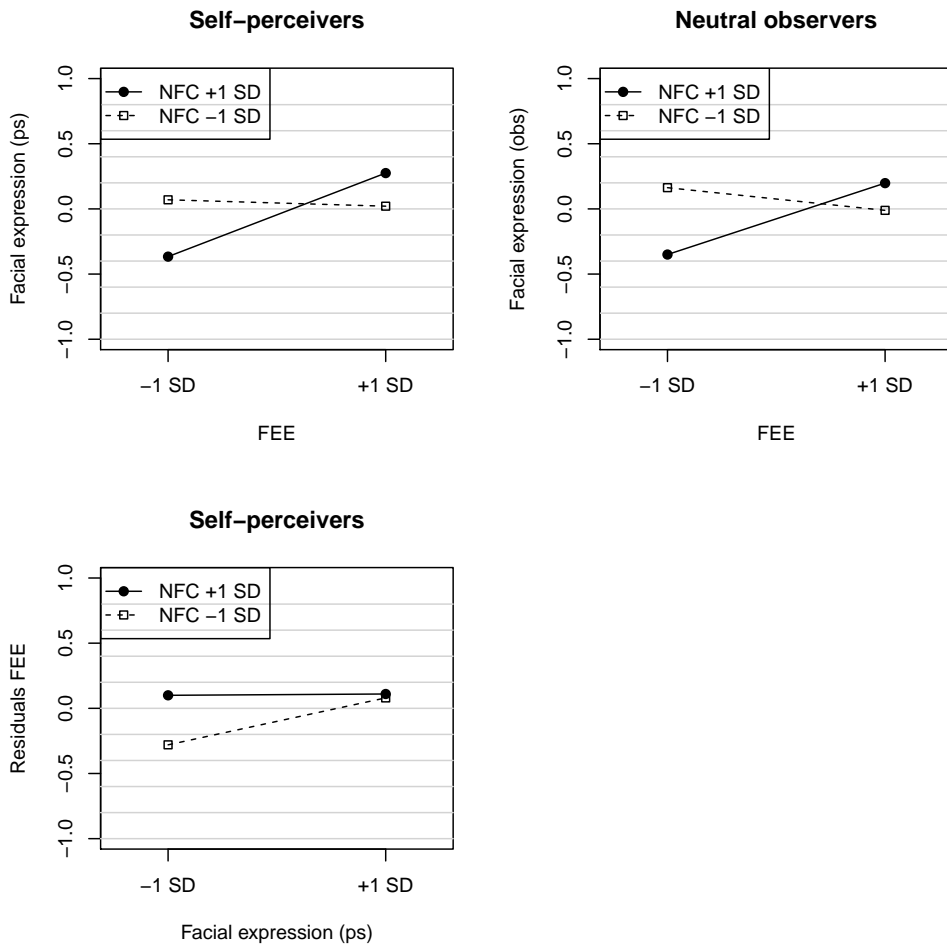 Self−perceivers
NFC +1 SD
NFC −1 SD
Facial expression (ps)
1.0
0.5
0.0
−0.5
−1.0
−1 SD
+1 SD
FEE
Neutral observers
NFC +1 SD
NFC −1 SD
Facial expression (obs)
1.0
0.5
0.0
−0.5
−1.0
−1 SD
+1 SD
FEE
Self−perceivers
NFC +1 SD
NFC −1 SD
Residuals FEE
1.0
0.5
0.0
−0.5
−1.0
−1 SD
+1 SD
Facial expression (ps)